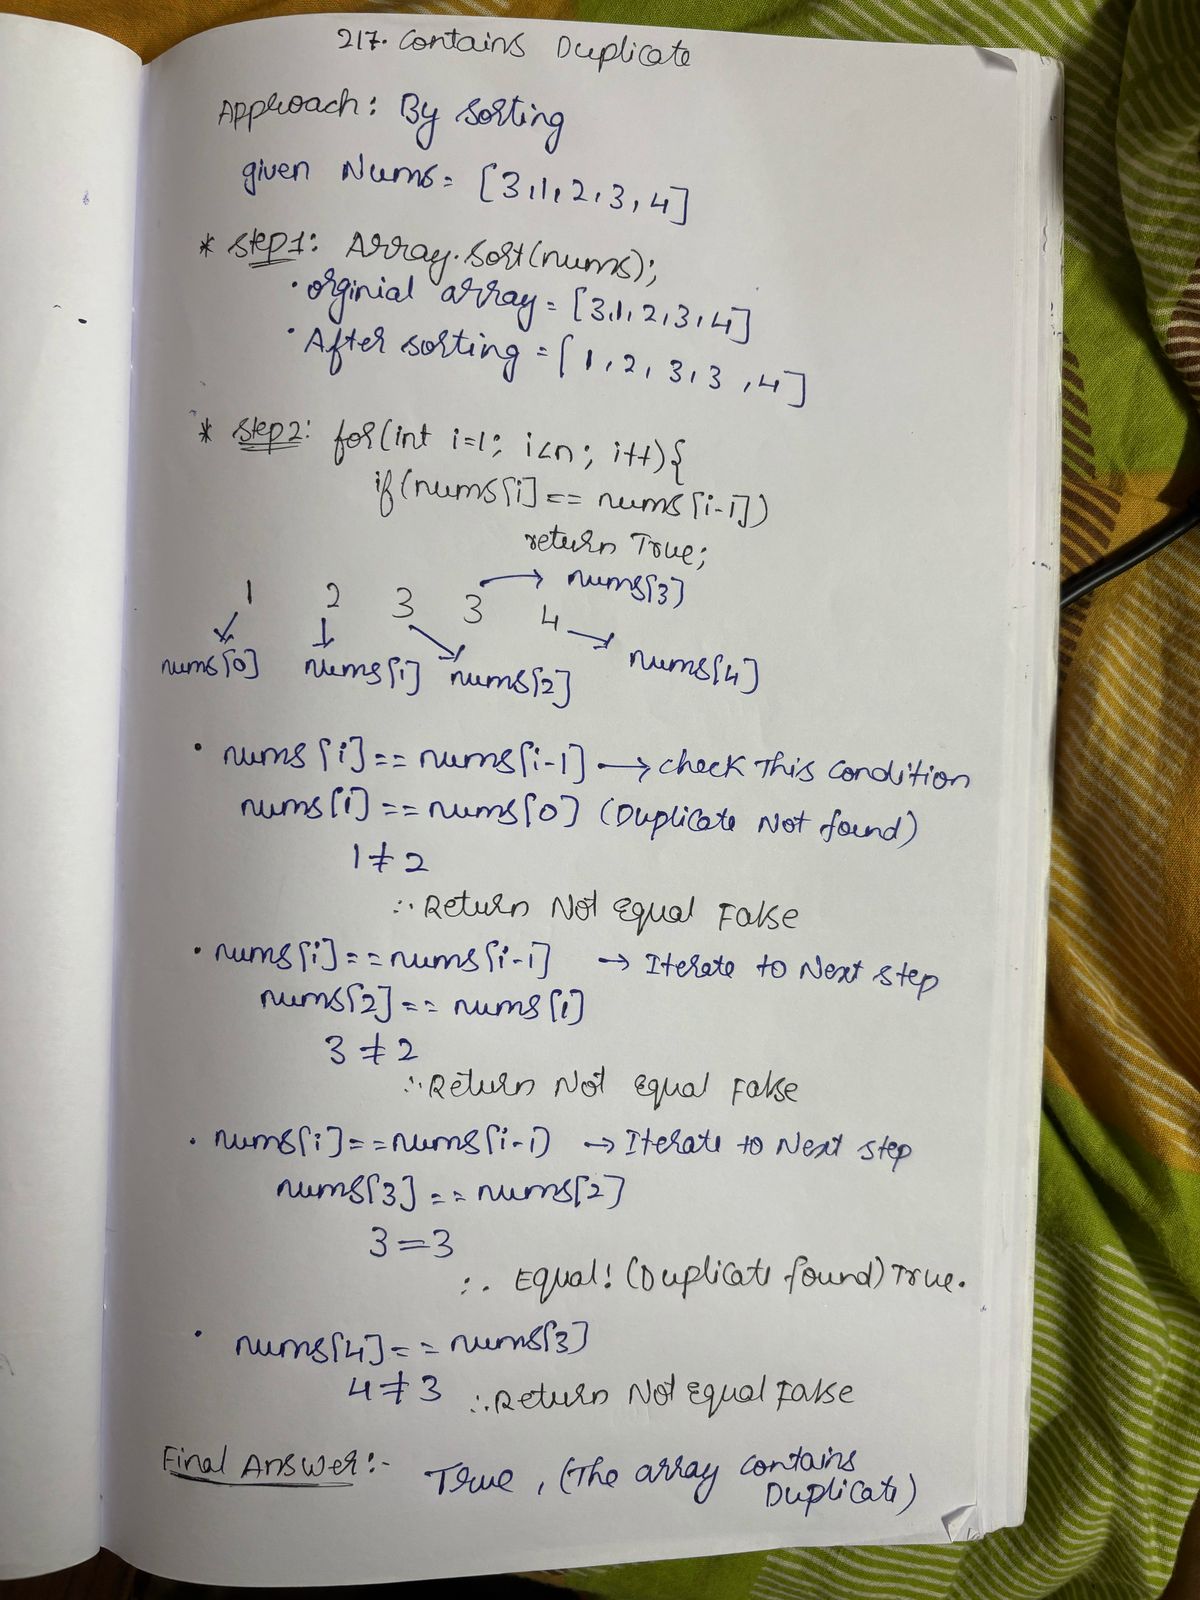 217. Contains Duplicate
Approach: By sorting
given Nums = [3,1,2,3,4]
* step1: Array.sort(nums);
· orginial array = [3,1,2,3,4]
· After sorting = [1,2,3,3,4]
* step2: for(int i=1; i<n; i++){
if(nums[i] == nums[i-1])
return True;
nums[3]
1 2 3 3 4
nums[0] nums[1] nums[2] nums[4]
· nums[i] == nums[i-1] → check This condition
nums[1] == nums[0] (Duplicate Not found)
1 ≠ 2
∴ Return Not Equal False
· nums[i] == nums[i-1] → Iterate to Next step
nums[2] == nums[1]
3 ≠ 2
∴ Return Not Equal False
· nums[i] == nums[i-1) → Iterate to Next step
nums[3] == nums[2]
3 = 3
∴ Equal! (Duplicate found) True.
· nums[4] == nums[3]
4 ≠ 3 ∴ Return Not Equal False
Final Answer:- True, (The array contains
Duplicate)